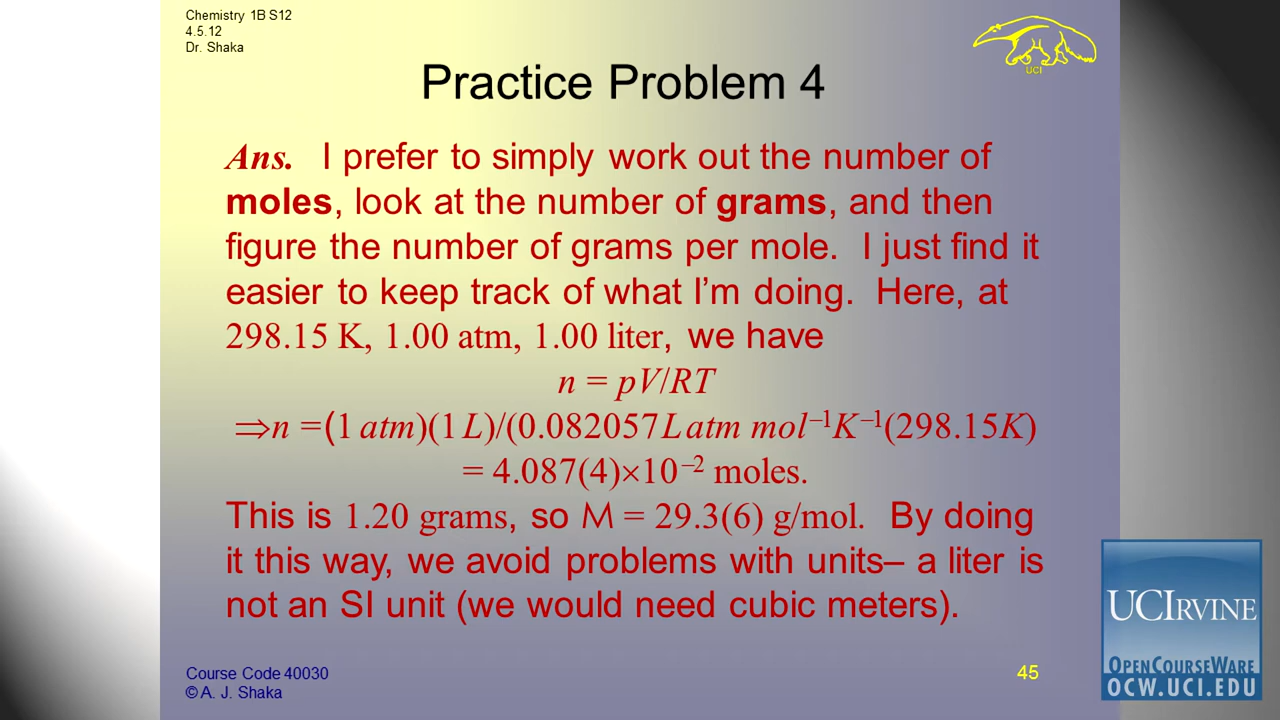 Chemistry 1B S12
4.5.12
Dr. Shaka
UCI
Practice Problem 4
Ans. I prefer to simply work out the number of
moles, look at the number of grams, and then
figure the number of grams per mole. I just find it
easier to keep track of what I’m doing. Here, at
298.15 K, 1.00 atm, 1.00 liter, we have
n = pV/RT
⇒n =(1 atm)(1 L)/(0.082057 L atm mol⁻¹K⁻¹(298.15K)
= 4.087(4)×10⁻² moles.
This is 1.20 grams, so M = 29.3(6) g/mol. By doing
it this way, we avoid problems with units– a liter is
not an SI unit (we would need cubic meters).
UCIRVINE
OPENCOURSEWARE
OCW.UCI.EDU
Course Code 40030
© A. J. Shaka
45